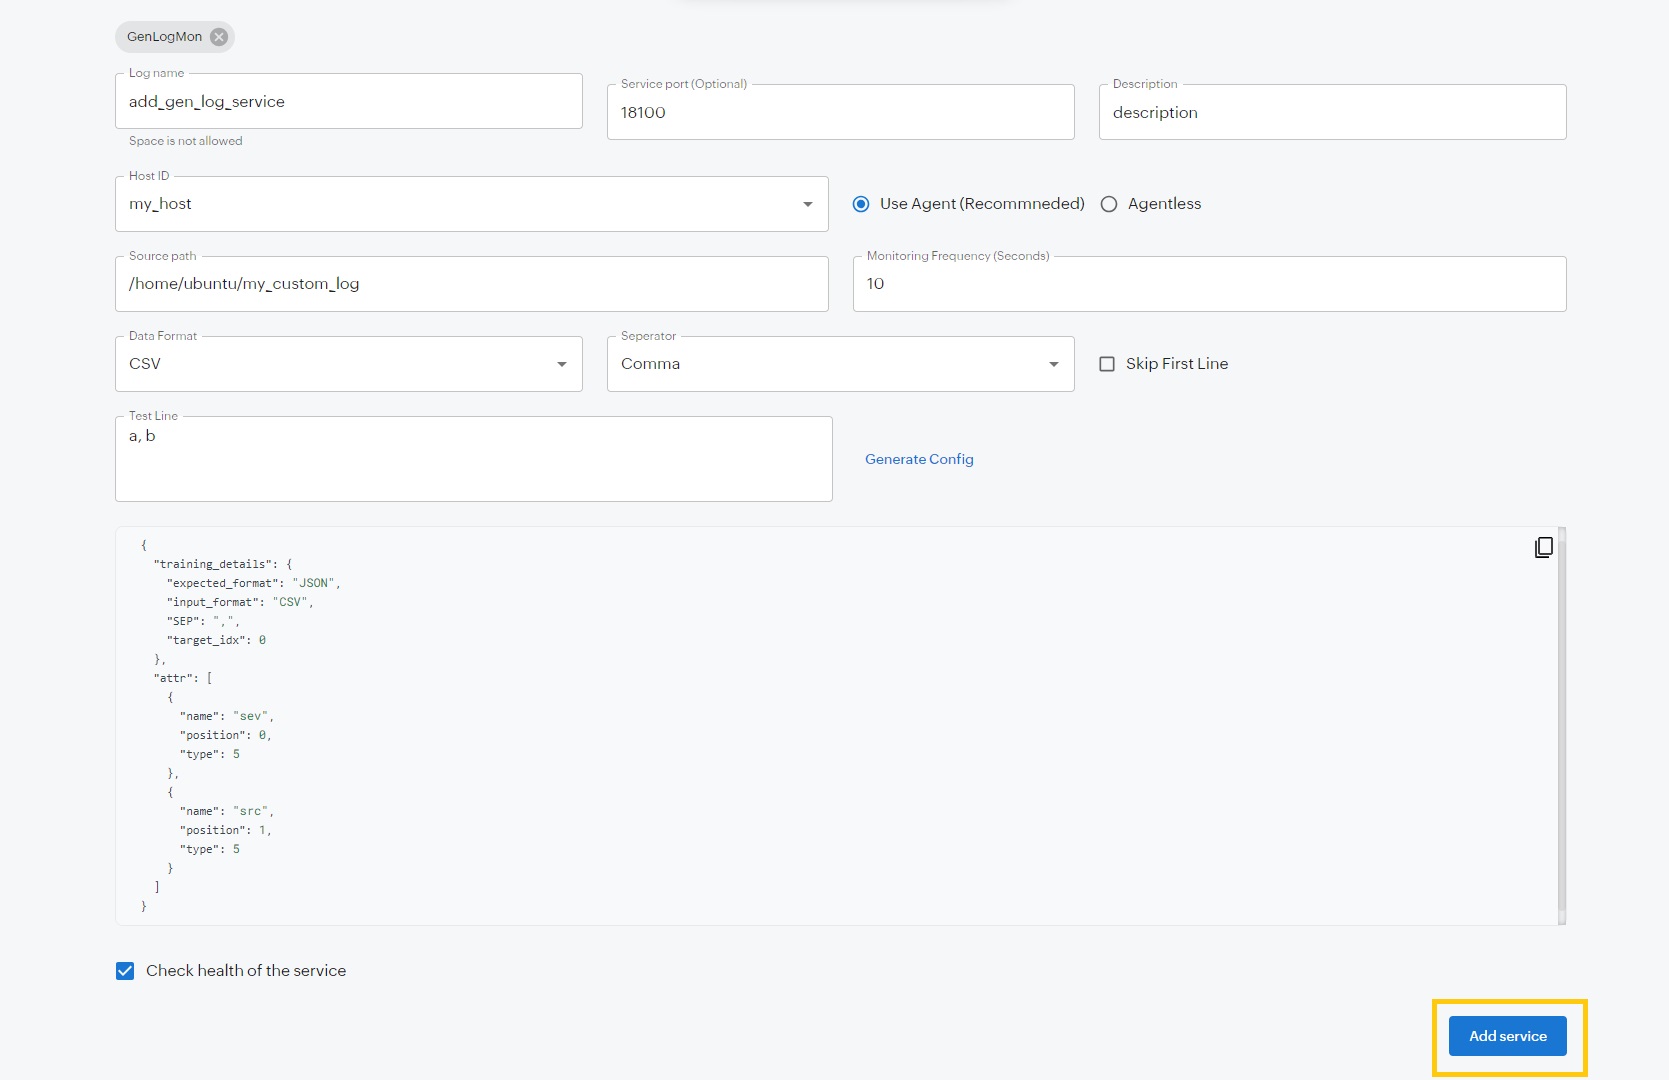 GenLogMon
Log name
add_gen_log_service
Space is not allowed
Service port (Optional)
18100
Description
description
Host ID
my_host
Use Agent (Recommneded)
Agentless
Source path
/home/ubuntu/my_custom_log
Monitoring Frequency (Seconds)
10
Data Format
CSV
Seperator
Comma
Skip First Line
Test Line
a, b
Generate Config
{
  "training_details": {
    "expected_format": "JSON",
    "input_format": "CSV",
    "SEP": ",",
    "target_idx": 0
  },
  "attr": [
    {
      "name": "sev",
      "position": 0,
      "type": 5
    },
    {
      "name": "src",
      "position": 1,
      "type": 5
    }
  ]
}
Check health of the service
Add service